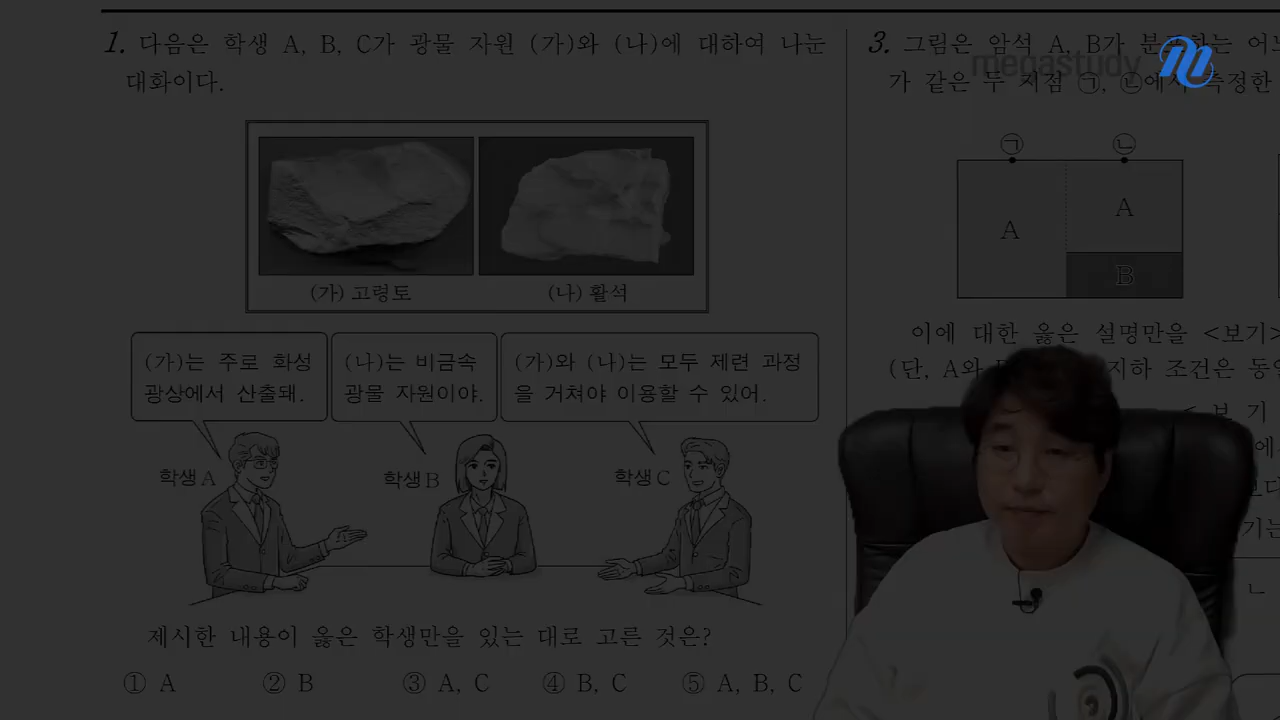 1. 다음은 학생 A, B, C가 광물 자원 (가)와 (나)에 대하여 나눈
대화이다.
(가) 고령토
(나) 활석
(가)는 주로 화성
광상에서 산출돼.
(나)는 비금속
광물 자원이야.
(가)와 (나)는 모두 제련 과정
을 거쳐야 이용할 수 있어.
학생 A
학생 B
학생 C
제시한 내용이 옳은 학생만을 있는 대로 고른 것은?
① A ② B ③ A, C ④ B, C ⑤ A, B, C
3. 그림은 암석 A, B가 분포하는
megastudy
가 같은 두 지점 ㉠, ㉡에서 측정한
㉠ ㉡
A
A
B
이에 대한 옳은 설명만을 <보기>
(단, A와 지하 조건은
< 보 기
ㄴ